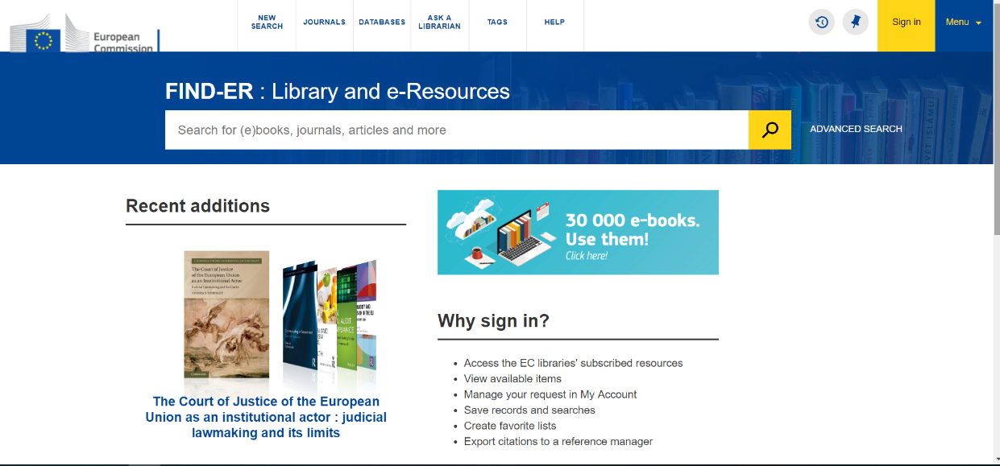 European
Commission
NEW
SEARCH
JOURNALS
DATABASES
ASK A
LIBRARIAN
TAGS
HELP
Sign in
Menu
FIND-ER : Library and e-Resources
Search for (e)books, journals, articles and more
ADVANCED SEARCH
Recent additions
The Court of Justice
of the European Union
as an Institutional Actor
The Court of Justice of the European
Union as an institutional actor : judicial
lawmaking and its limits
30 000 e-books.
Use them!
Click here!
Why sign in?
Access the EC libraries' subscribed resources
View available items
Manage your request in My Account
Save records and searches
Create favorite lists
Export citations to a reference manager